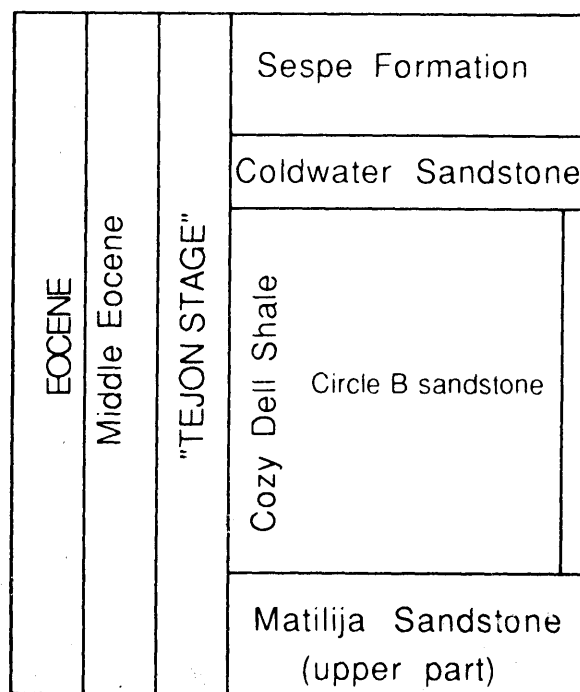 EOCENE
Middle Eocene
"TEJON STAGE"
Sespe Formation
Coldwater Sandstone
Cozy Dell Shale
Circle B sandstone
Matilija Sandstone
(upper part)